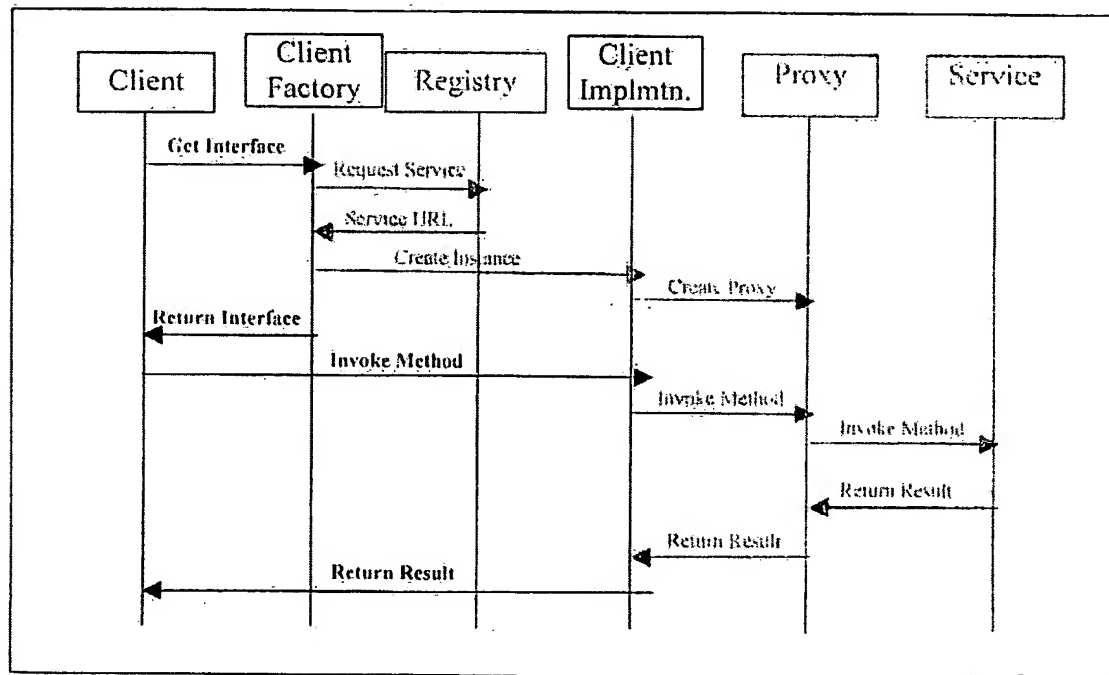 Client
Client
Factory
Registry
Client
Implmtn.
Proxy
Service
Get Interface
Request Service
Service URL
Create Instance
Create Proxy
Return Interface
Invoke Method
Invoke Method
Invoke Method
Return Result
Return Result
Return Result